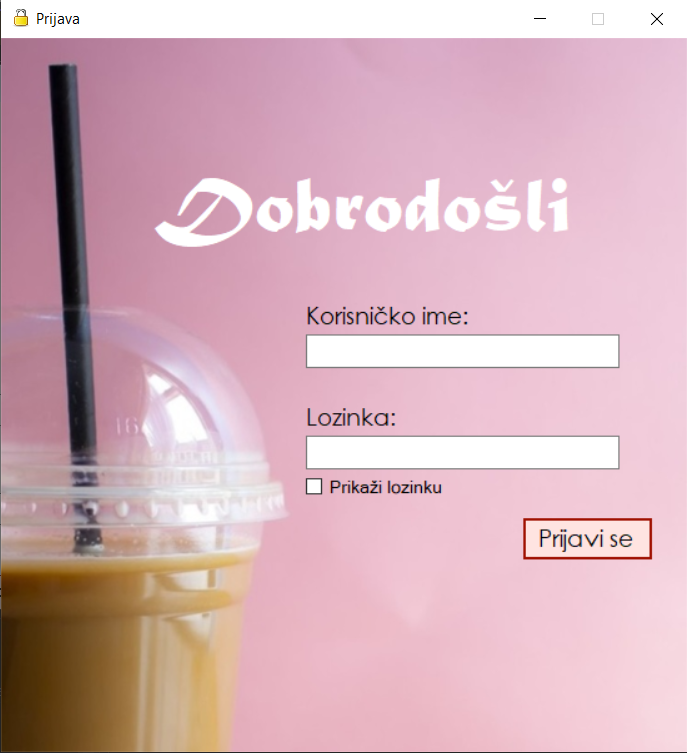 Prijava
Dobrodošli
Korisničko ime:
Lozinka:
Prikaži lozinku
Prijavi se